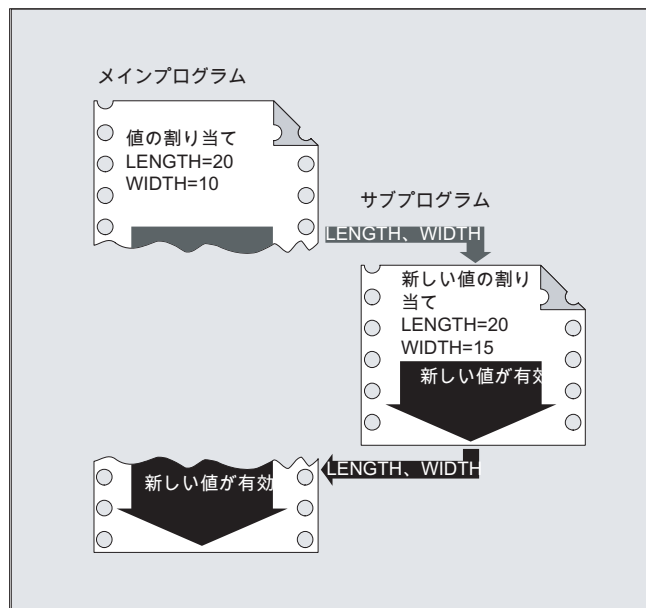 メインプログラム
値の割り当て
LENGTH=20
WIDTH=10
サブプログラム
LENGTH、WIDTH
新しい値の割り
当て
LENGTH=20
WIDTH=15
新しい値が有効
LENGTH、WIDTH
新しい値が有効